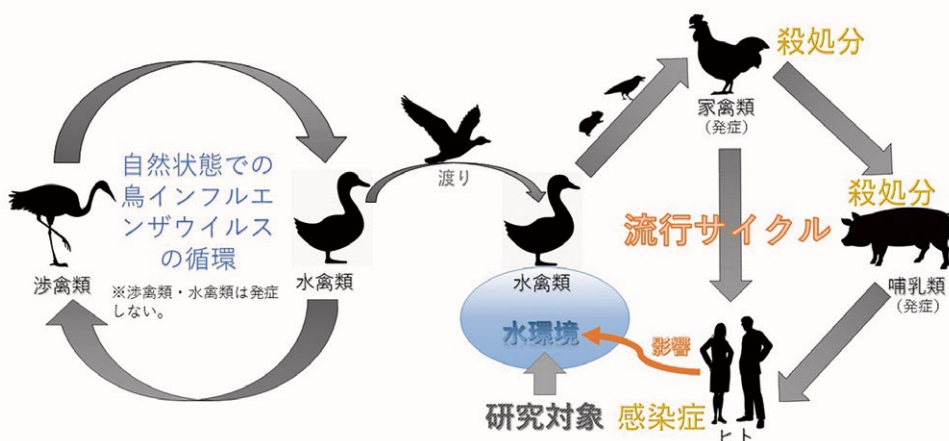 自然状態での
鳥インフルエ
ンザウイルス
の循環
※渉禽類・水禽類は発症
しない。
渉禽類
水禽類
渡り
水禽類
水環境
研究対象
家禽類
(発症)
殺処分
流行サイクル
殺処分
哺乳類
(発症)
影響
感染症
ヒト